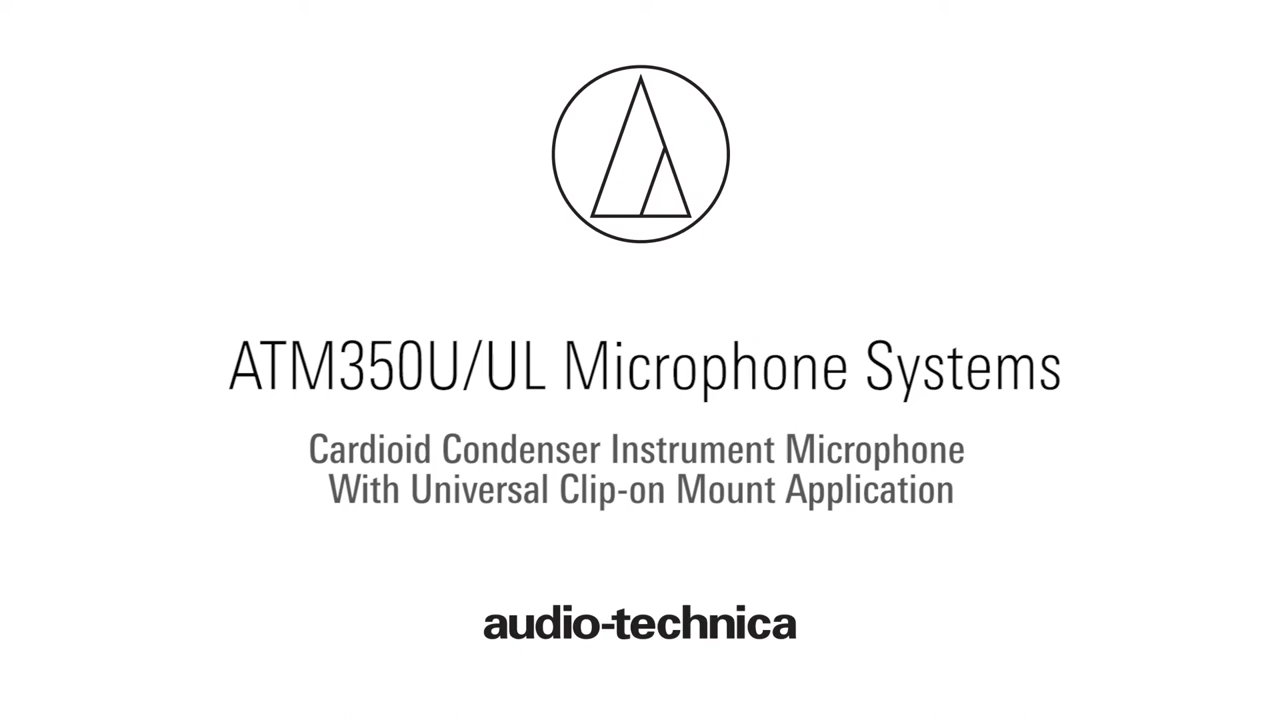 ATM350U/UL Microphone Systems
Cardioid Condenser Instrument Microphone
With Universal Clip-on Mount Application
audio-technica